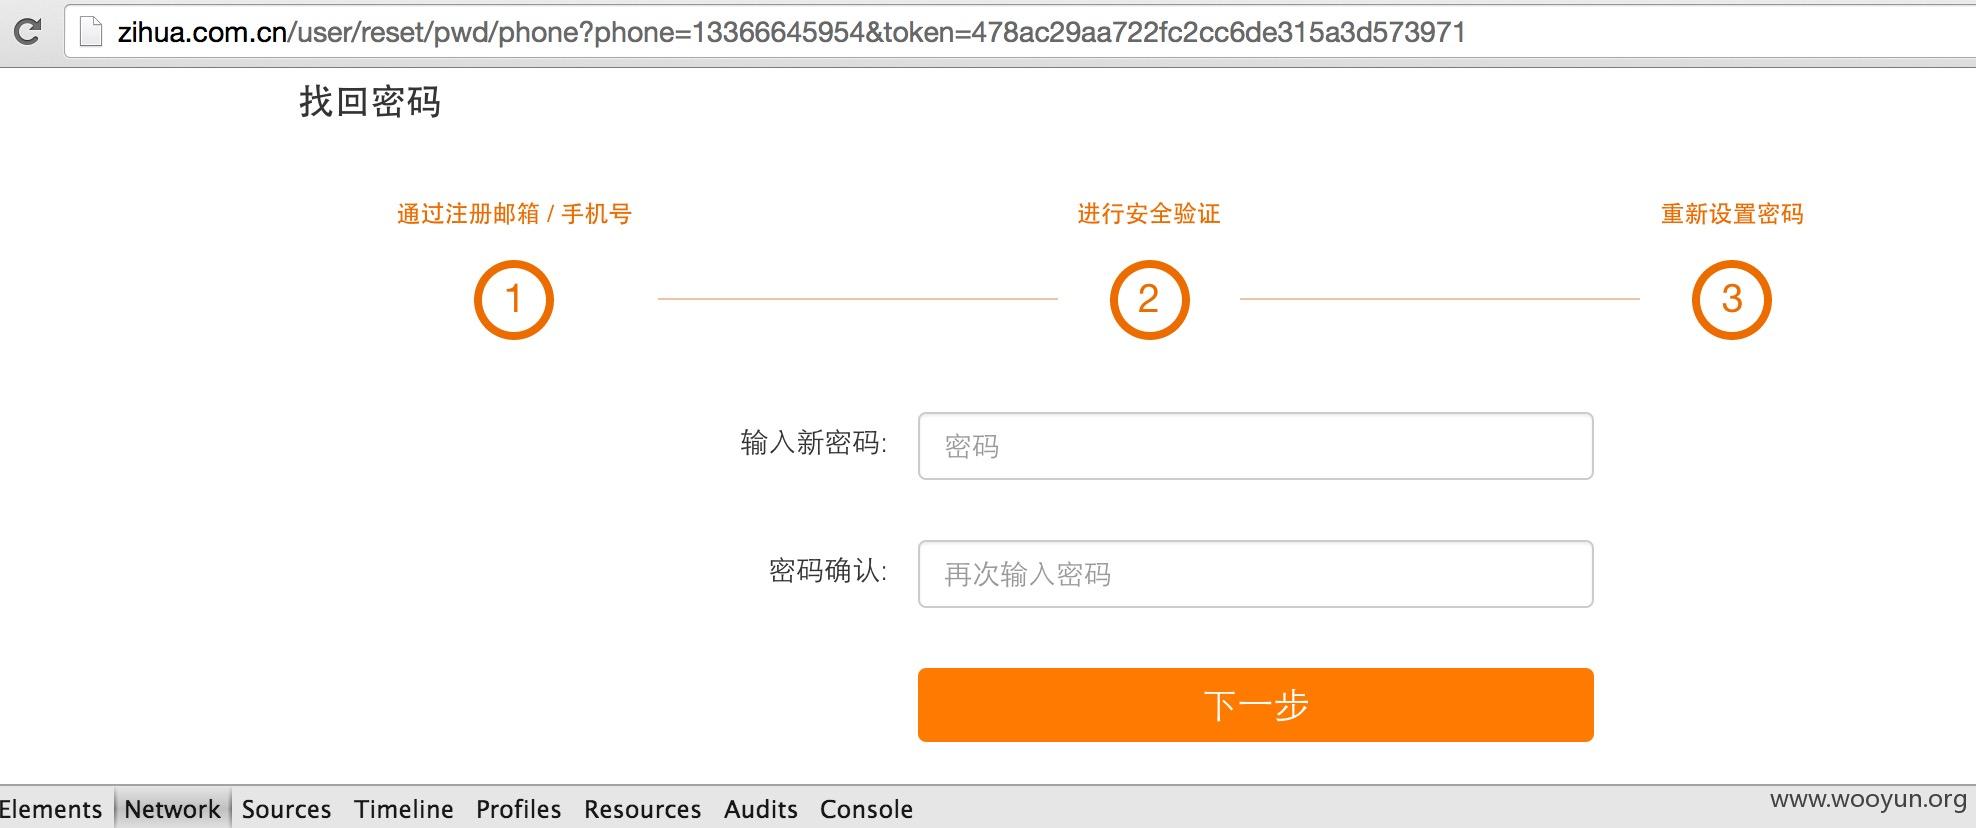 zihua.com.cn/user/reset/pwd/phone?phone=13366645954&token=478ac29aa722fc2cc6de315a3d573971
找回密码
通过注册邮箱 / 手机号 进行安全验证 重新设置密码
1 2 3
输入新密码: 密码
密码确认: 再次输入密码
下一步
Elements Network Sources Timeline Profiles Resources Audits Console
www.wooyun.org